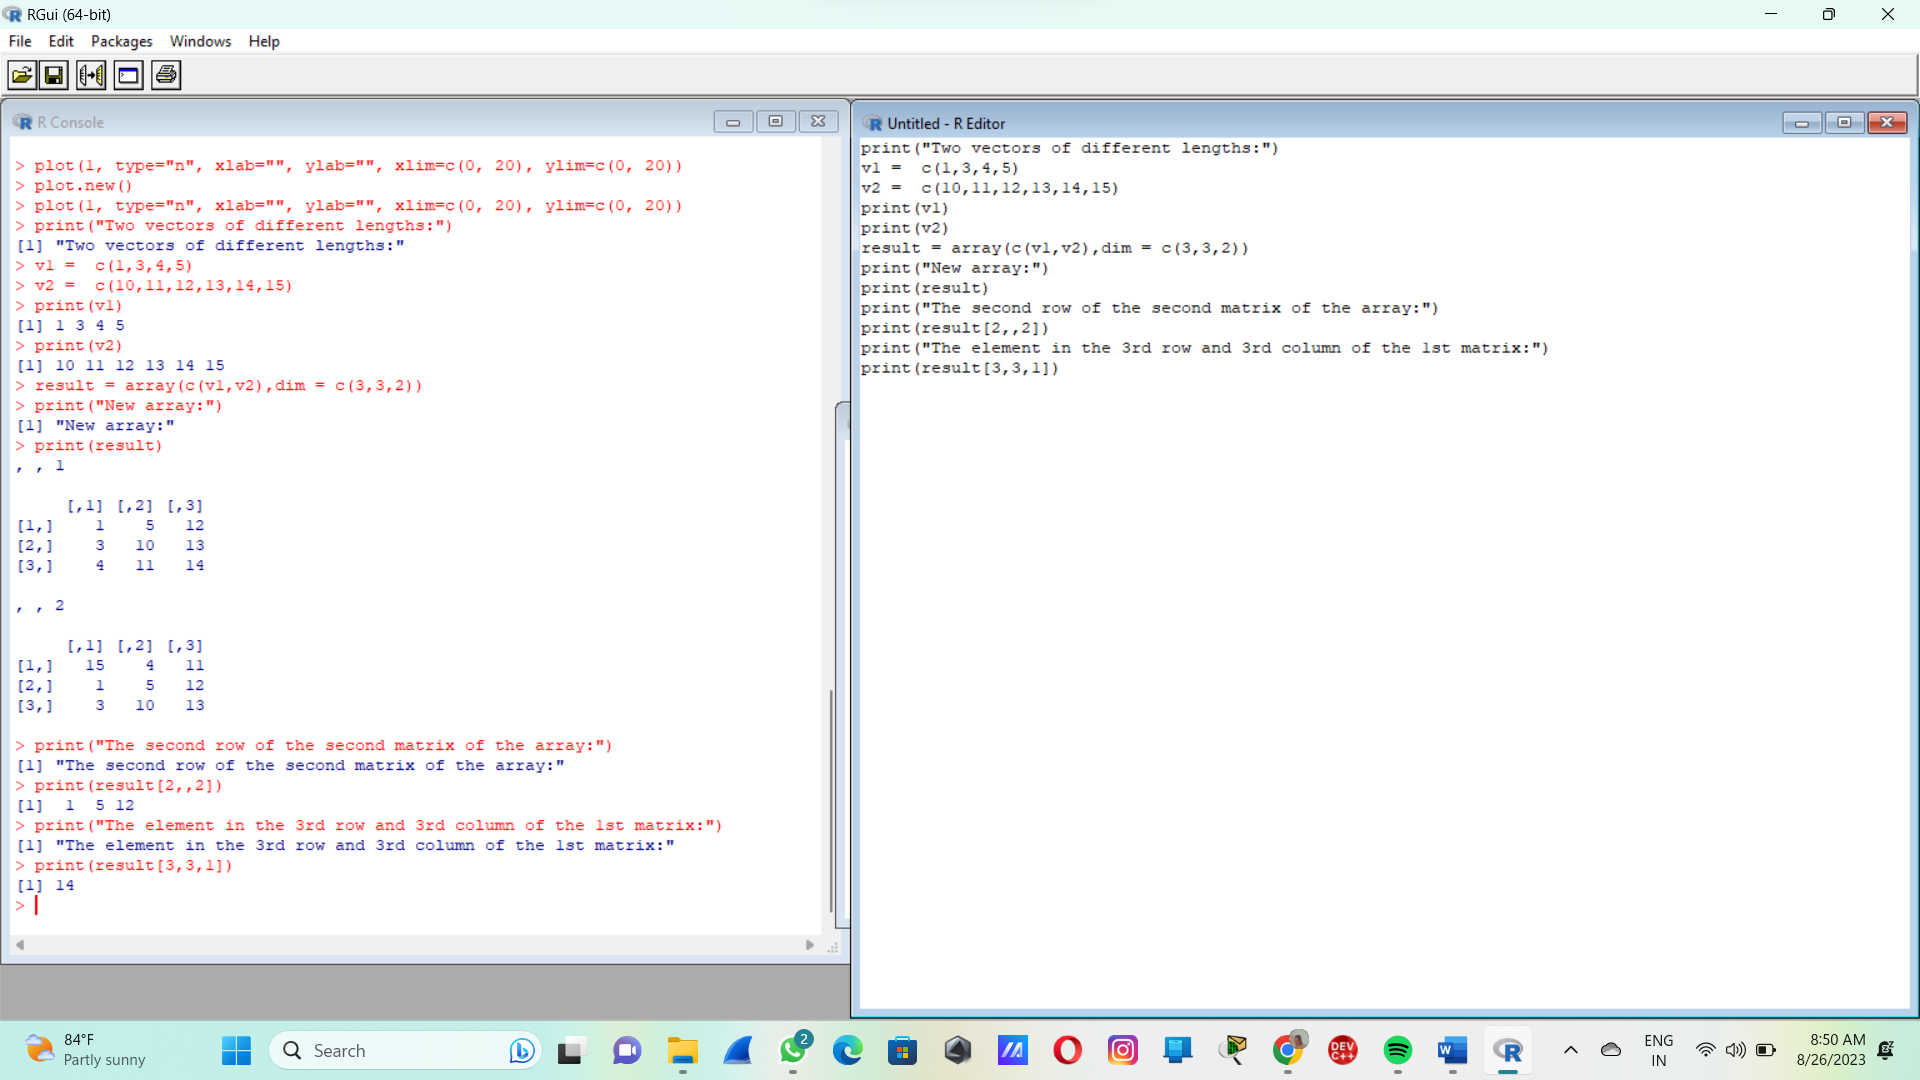 RGui (64-bit)
File Edit Packages Windows Help
R Console
> plot(1, type="n", xlab="", ylab="", xlim=c(0, 20), ylim=c(0, 20))
> plot.new()
> plot(1, type="n", xlab="", ylab="", xlim=c(0, 20), ylim=c(0, 20))
> print("Two vectors of different lengths:")
[1] "Two vectors of different lengths:"
> v1 =  c(1,3,4,5)
> v2 =  c(10,11,12,13,14,15)
> print(v1)
[1] 1 3 4 5
> print(v2)
[1] 10 11 12 13 14 15
> result = array(c(v1,v2),dim = c(3,3,2))
> print("New array:")
[1] "New array:"
> print(result)
, , 1
     [,1] [,2] [,3]
[1,]    1    5   12
[2,]    3   10   13
[3,]    4   11   14
, , 2
     [,1] [,2] [,3]
[1,]   15    4   11
[2,]    1    5   12
[3,]    3   10   13
> print("The second row of the second matrix of the array:")
[1] "The second row of the second matrix of the array:"
> print(result[2,,2])
[1]  1  5 12
> print("The element in the 3rd row and 3rd column of the 1st matrix:")
[1] "The element in the 3rd row and 3rd column of the 1st matrix:"
> print(result[3,3,1])
[1] 14
>
Untitled - R Editor
print("Two vectors of different lengths:")
v1 =  c(1,3,4,5)
v2 =  c(10,11,12,13,14,15)
print(v1)
print(v2)
result = array(c(v1,v2),dim = c(3,3,2))
print("New array:")
print(result)
print("The second row of the second matrix of the array:")
print(result[2,,2])
print("The element in the 3rd row and 3rd column of the 1st matrix:")
print(result[3,3,1])
84°F
Partly sunny
Search
2
DEV C++
ENG
IN
8:50 AM
8/26/2023